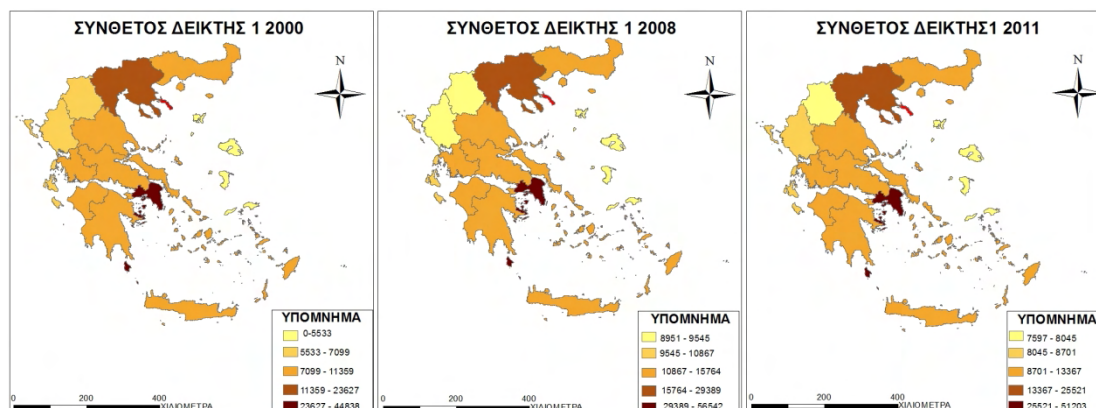 ΣΥΝΘΕΤΟΣ ΔΕΙΚΤΗΣ 1 2000
N
ΥΠΟΜΝΗΜΑ
0-5533
5533 - 7099
7099 - 11359
11359 - 23627
23627 - 44838
0 200 400
ΧΙΛΙΟΜΕΤΡΑ
ΣΥΝΘΕΤΟΣ ΔΕΙΚΤΗΣ 1 2008
N
ΥΠΟΜΝΗΜΑ
8951 - 9545
9545 - 10867
10867 - 15764
15764 - 29389
29389 - 56542
0 200 400
ΧΙΛΙΟΜΕΤΡΑ
ΣΥΝΘΕΤΟΣ ΔΕΙΚΤΗΣ1 2011
N
ΥΠΟΜΝΗΜΑ
7597 - 8045
8045 - 8701
8701 - 13367
13367 - 25521
25521 - 51203
0 200 400
ΧΙΛΙΟΜΕΤΡΑ